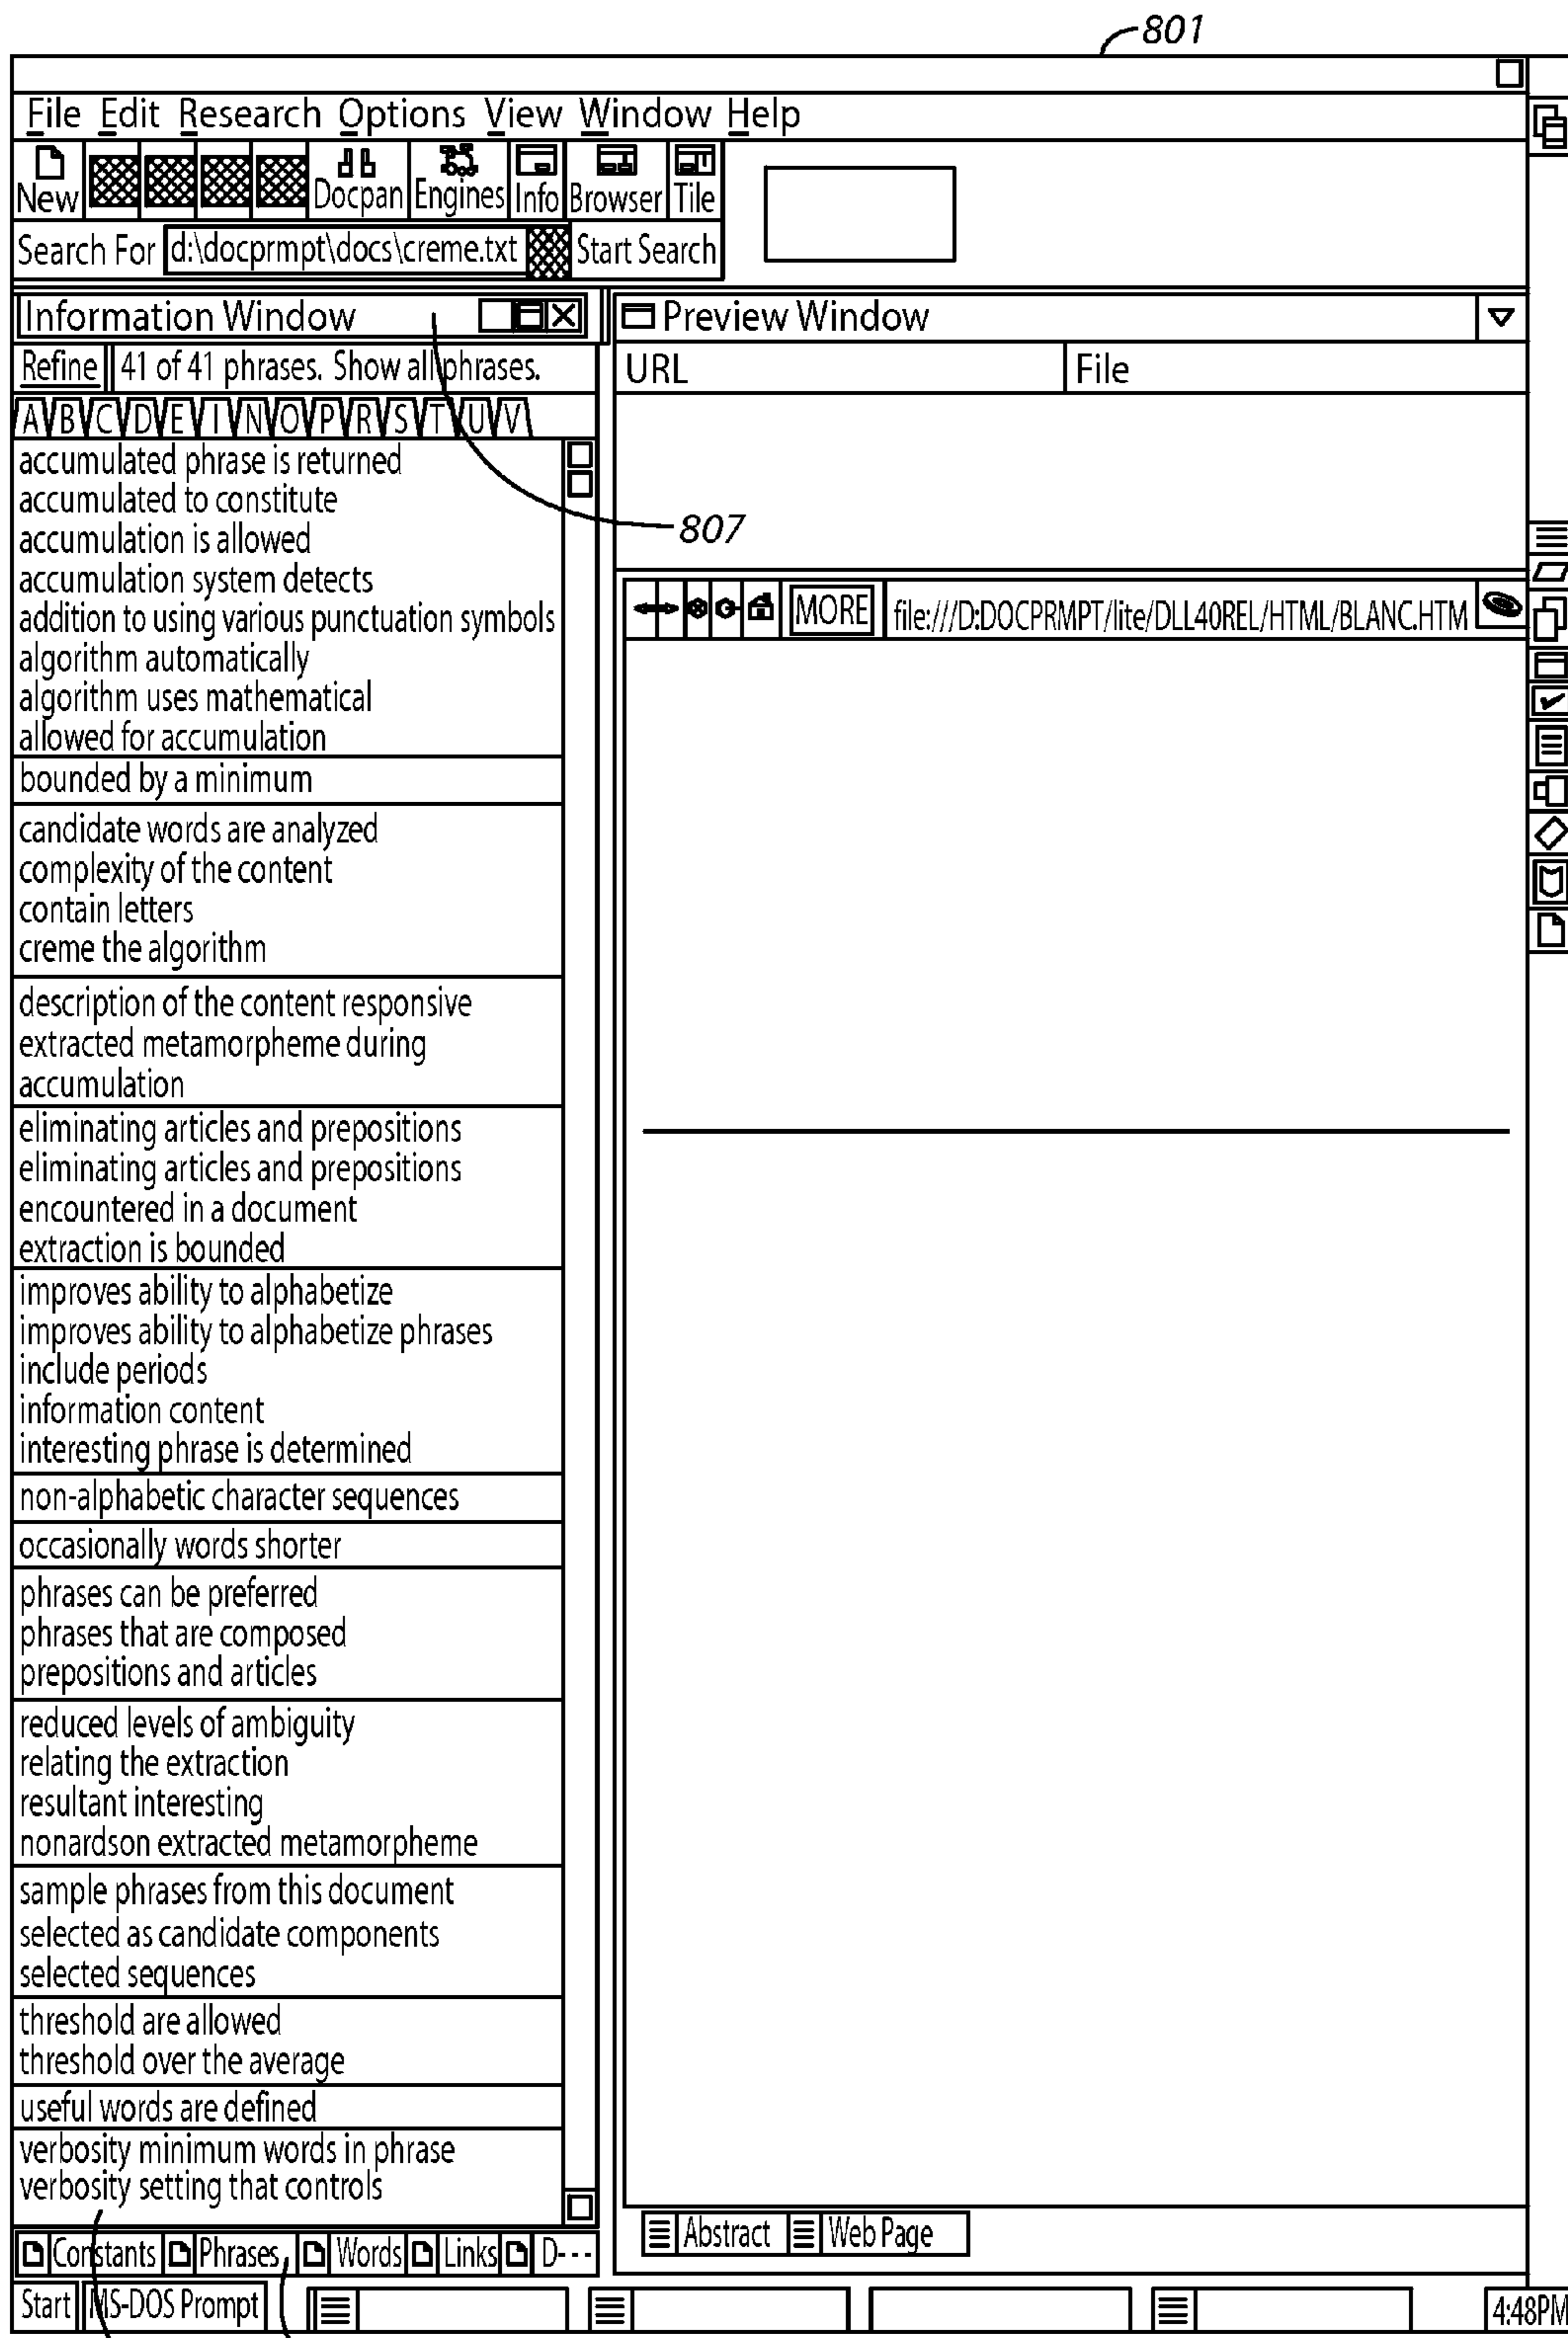 801
File Edit Research Options View Window Help
New Docpan Engines Info Browser Tile
Search For d:\docprmpt\docs\creme.txt Start Search
Information Window
Refine 41 of 41 phrases. Show all phrases.
A B C D E I N O P R S T U V
accumulated phrase is returned
accumulated to constitute
accumulation is allowed
accumulation system detects
addition to using various punctuation symbols
algorithm automatically
algorithm uses mathematical
allowed for accumulation
bounded by a minimum
candidate words are analyzed
complexity of the content
contain letters
creme the algorithm
description of the content responsive
extracted metamorpheme during
accumulation
eliminating articles and prepositions
eliminating articles and prepositions
encountered in a document
extraction is bounded
improves ability to alphabetize
improves ability to alphabetize phrases
include periods
information content
interesting phrase is determined
non-alphabetic character sequences
occasionally words shorter
phrases can be preferred
phrases that are composed
prepositions and articles
reduced levels of ambiguity
relating the extraction
resultant interesting
nonardson extracted metamorpheme
sample phrases from this document
selected as candidate components
selected sequences
threshold are allowed
threshold over the average
useful words are defined
verbosity minimum words in phrase
verbosity setting that controls
Constants Phrases Words Links D---
807
Preview Window
URL File
MORE file:///D:DOCPRMPT/lite/DLL40REL/HTML/BLANC.HTM
Abstract Web Page
Start MS-DOS Prompt 4:48PM